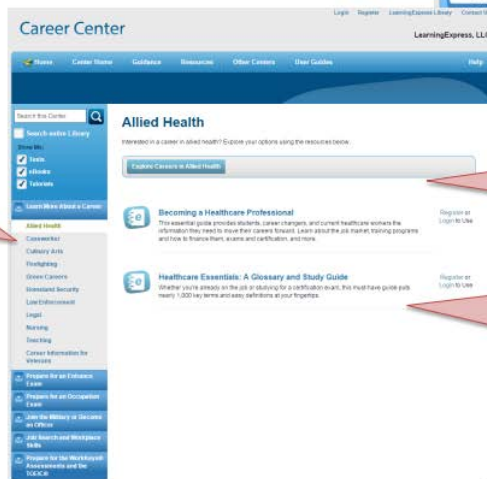 Login Register LearningExpress Library Contact
Career Center
LearningExpress, LLC
Home Center Home Guidance Resources Other Centers User Guides Help
Search this Center
Search entire Library
Show Me:
Tests
eBooks
Tutorials
Learn More About a Career
Allied Health
Caseworker
Culinary Arts
Firefighting
Green Careers
Homeland Security
Law Enforcement
Legal
Nursing
Teaching
Career Information for
Veterans
Prepare for an Entrance
Exam
Prepare for an Occupation
Exam
Join the Military or Become
an Officer
Job Search and Workplace
Skills
Prepare for the WorkKeys®
Assessments and the
TOEIC®
Allied Health
Interested in a career in allied health? Explore your options using the resources below.
Explore Careers in Allied Health
Becoming a Healthcare Professional
This essential guide provides students, career changers, and current healthcare workers the
information they need to move their careers forward. Learn about the job market, training programs
and how to finance them, exams and certification, and more.
Register or
Login to Use
Healthcare Essentials: A Glossary and Study Guide
Whether you're already on the job or studying for a certification exam, this must-have guide puts
nearly 1,000 key terms and easy definitions at your fingertips.
Register or
Login to Use